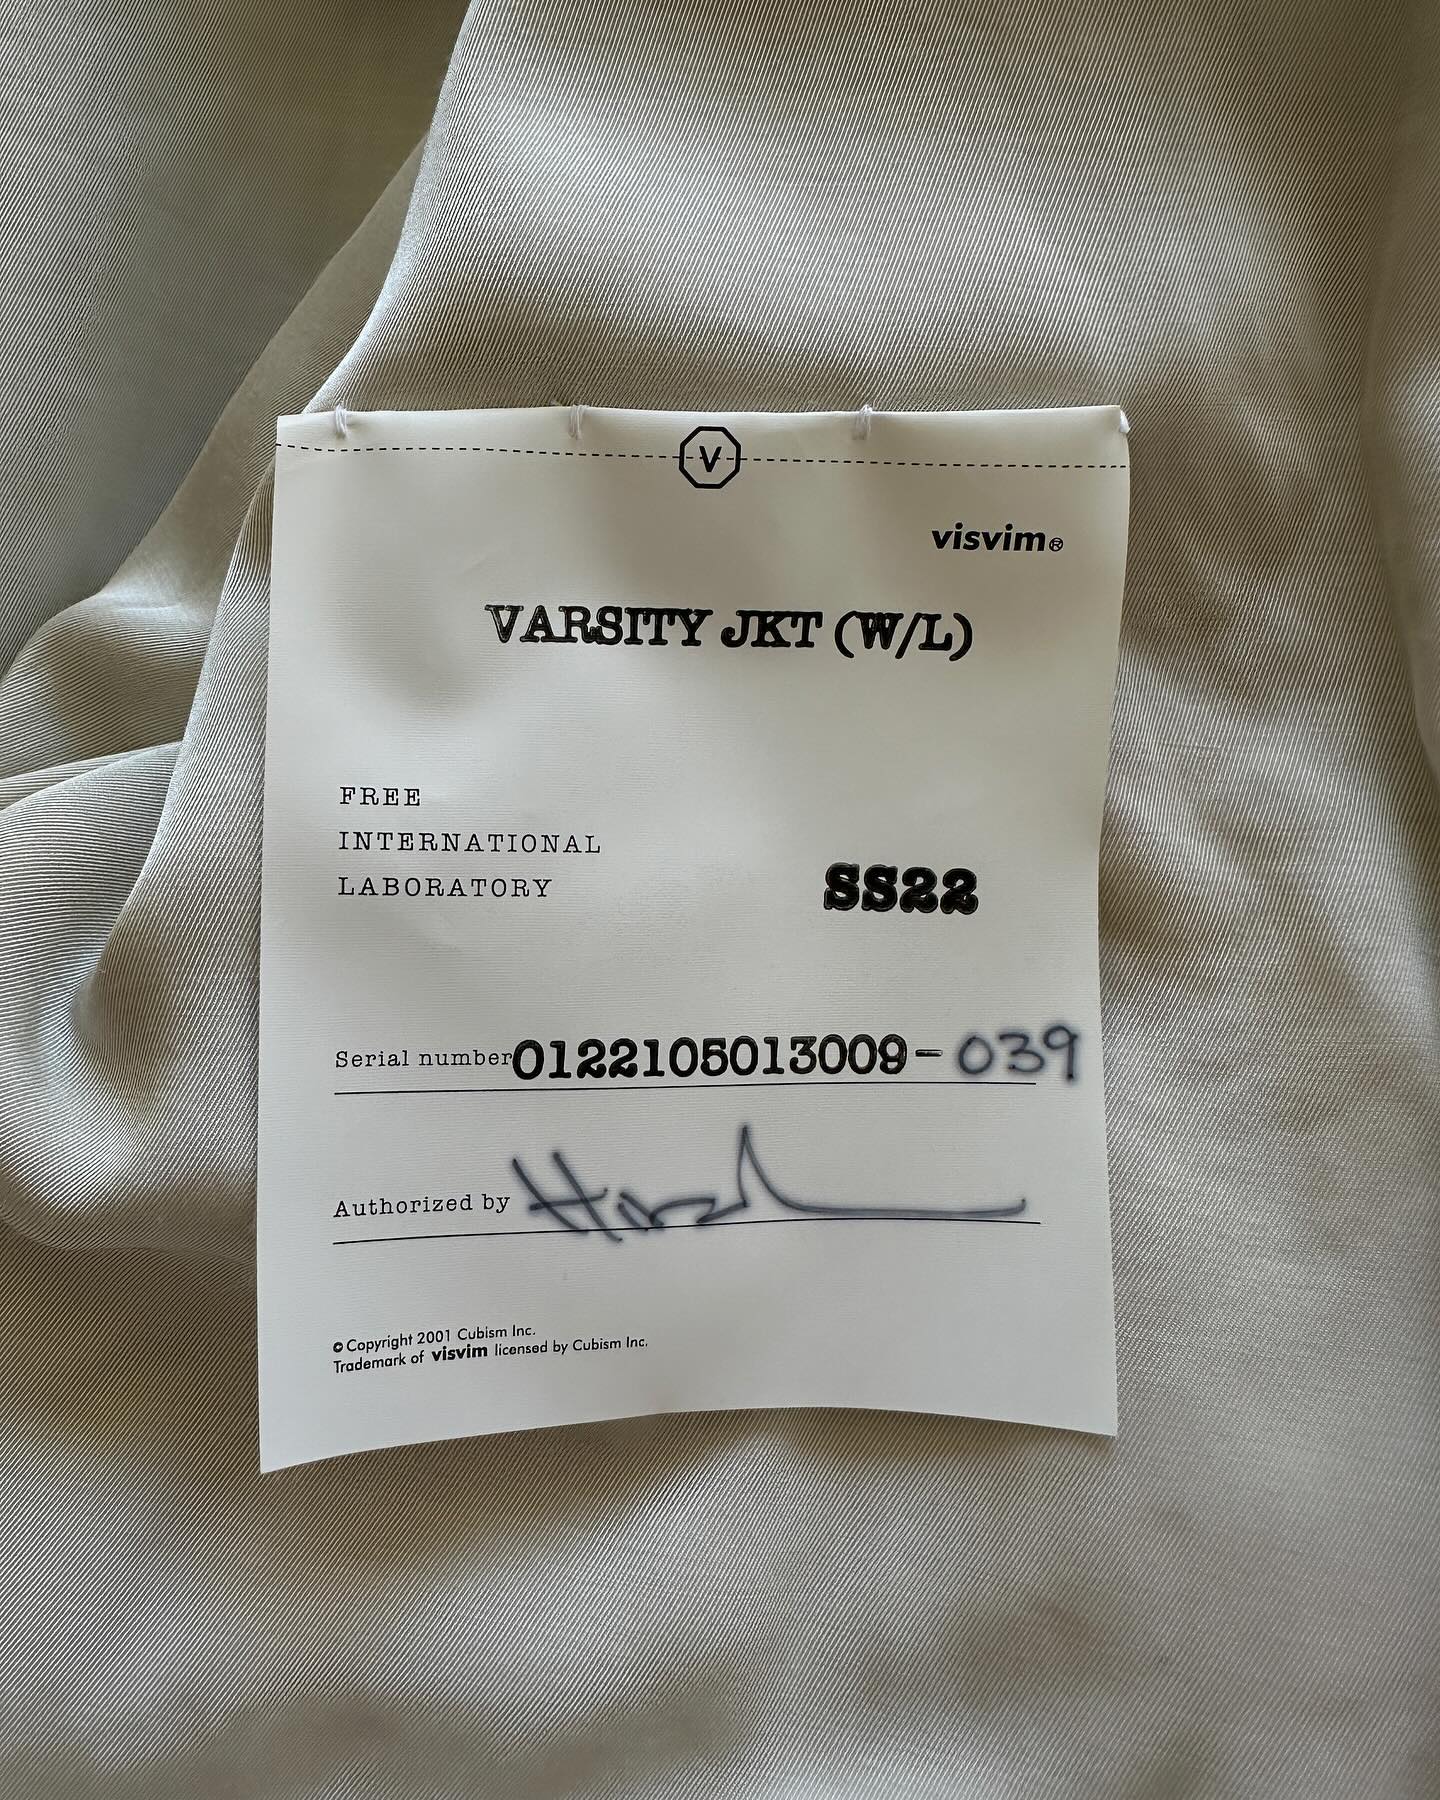 V
visvim®
VARSITY JKT (W/L)
FREE
INTERNATIONAL
LABORATORY
SS22
Serial number 0122105013009-039
Authorized by
© Copyright 2001 Cubism Inc.
Trademark of visvim licensed by Cubism Inc.